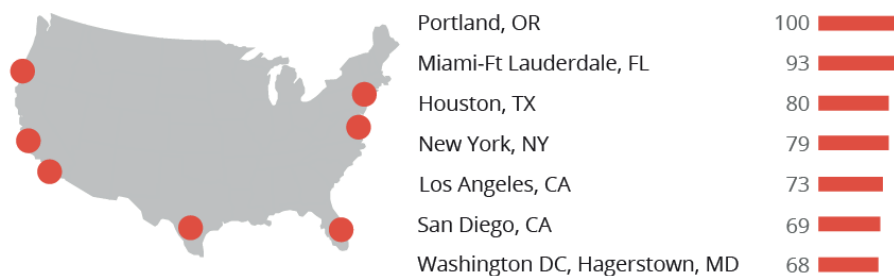 Portland, OR 100
Miami-Ft Lauderdale, FL 93
Houston, TX 80
New York, NY 79
Los Angeles, CA 73
San Diego, CA 69
Washington DC, Hagerstown, MD 68